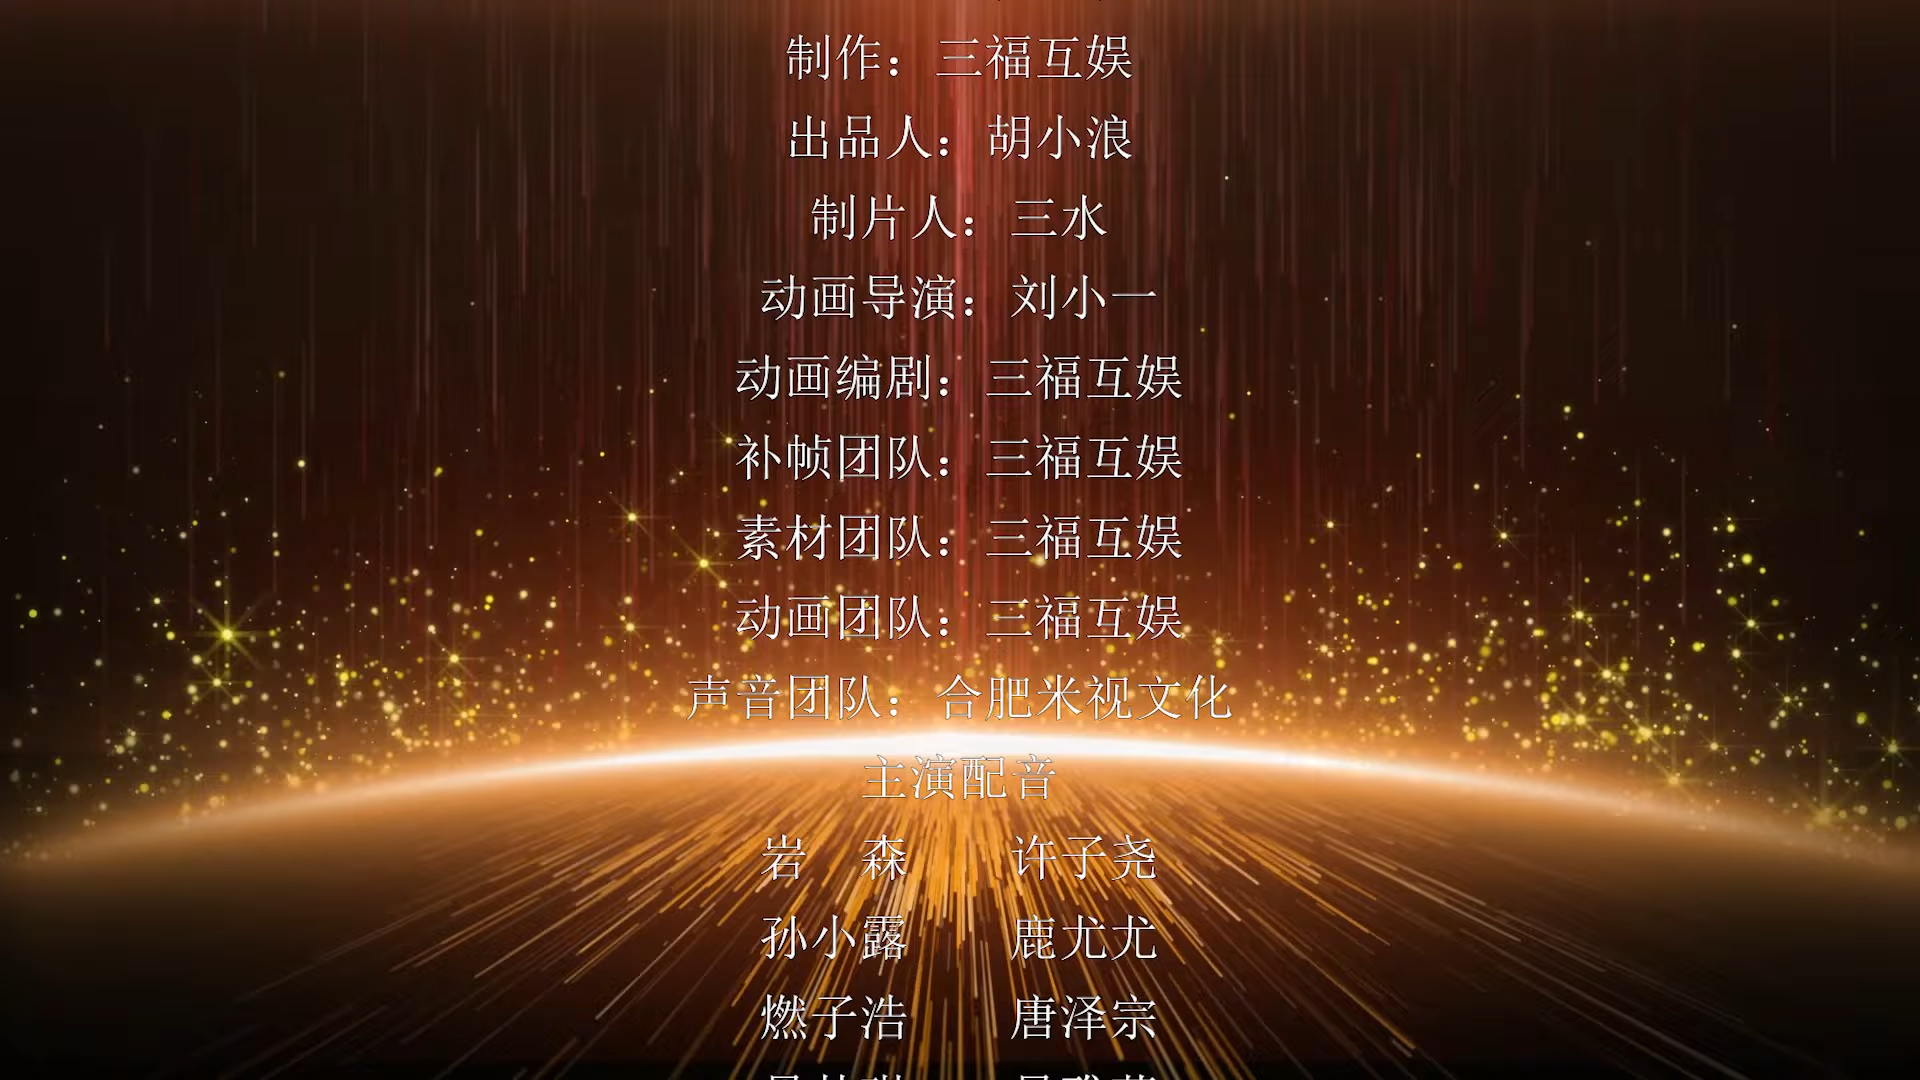 制作：三福互娱
出品人：胡小浪
制片人：三水
动画导演：刘小一
动画编剧：三福互娱
补帧团队：三福互娱
素材团队：三福互娱
动画团队：三福互娱
声音团队：合肥米视文化
主演配音
岩　森　　许子尧
孙小露　　鹿尤尤
燃子浩　　唐泽宗